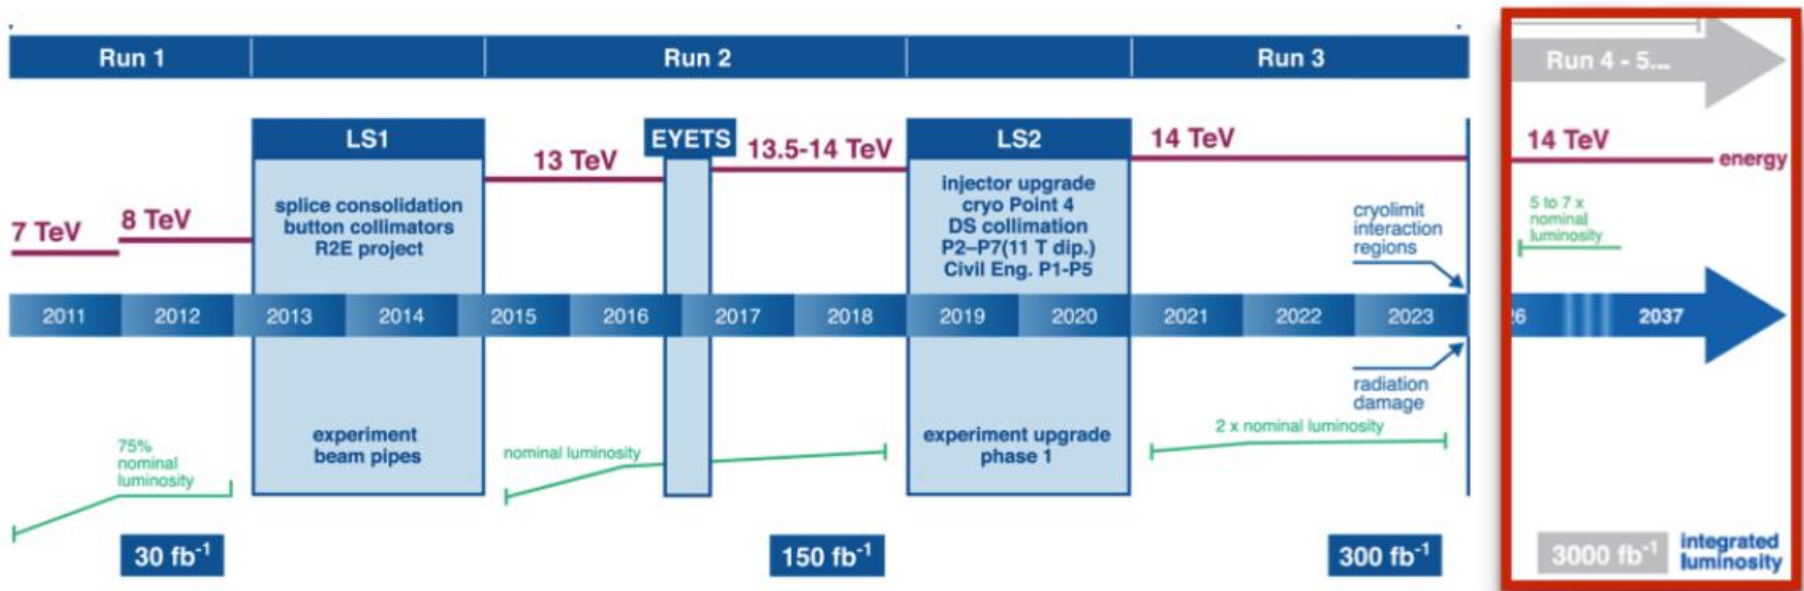 Run 1
Run 2
Run 3
Run 4 - 5...
LS1
EYETS
LS2
7 TeV
8 TeV
13 TeV
13.5-14 TeV
14 TeV
14 TeV
energy
splice consolidation
button collimators
R2E project
injector upgrade
cryo Point 4
DS collimation
P2–P7(11 T dip.)
Civil Eng. P1-P5
cryolimit
interaction
regions
5 to 7 x
nominal
luminosity
2011
2012
2013
2014
2015
2016
2017
2018
2019
2020
2021
2022
2023
26
2037
radiation
damage
75%
nominal
luminosity
experiment
beam pipes
nominal luminosity
experiment upgrade
phase 1
2 x nominal luminosity
30 fb⁻¹
150 fb⁻¹
300 fb⁻¹
3000 fb⁻¹
integrated
luminosity